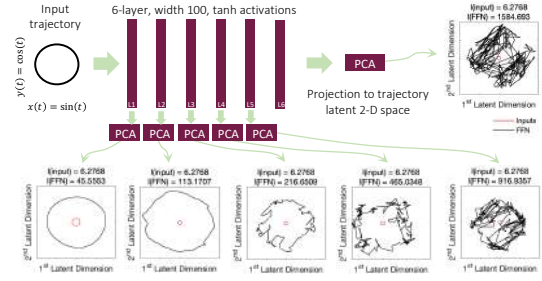 Input
trajectory
6-layer, width 100, tanh activations
y(t) = cos(t)
x(t) = sin(t)
L1 L2 L3 L4 L5 L6
PCA PCA PCA PCA PCA
PCA
Projection to trajectory
latent 2-D space
l(input) = 6.2768
l(FFN) = 1584.693
2nd Latent Dimension
1st Latent Dimension
Inputs
FFN
l(input) = 6.2768
l(FFN) = 45.5553
2nd Latent Dimension
1st Latent Dimension
l(input) = 6.2768
l(FFN) = 113.1707
2nd Latent Dimension
1st Latent Dimension
l(input) = 6.2768
l(FFN) = 216.6509
2nd Latent Dimension
1st Latent Dimension
l(input) = 6.2768
l(FFN) = 465.0348
2nd Latent Dimension
1st Latent Dimension
l(input) = 6.2768
l(FFN) = 916.9357
2nd Latent Dimension
1st Latent Dimension